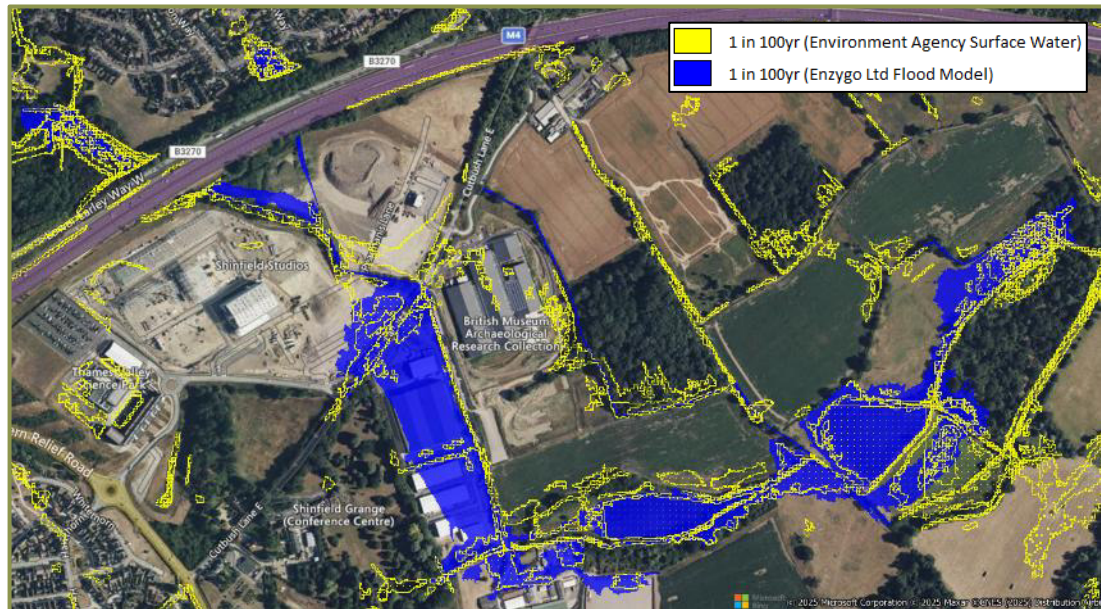 1 in 100yr (Environment Agency Surface Water)
1 in 100yr (Enzygo Ltd Flood Model)
M4
B3270
B3270
Cutbush Lane E
Shinfield Studios
British Museum
Archaeological
Research Collection
Thames Valley
Science Park
Shinfield Grange
(Conference Centre)
Cutbush Lane E
Relief Road
Microsoft
Bing
© 2025 Microsoft Corporation © 2025 Maxar ©CNES (2025) Distribution Airbus